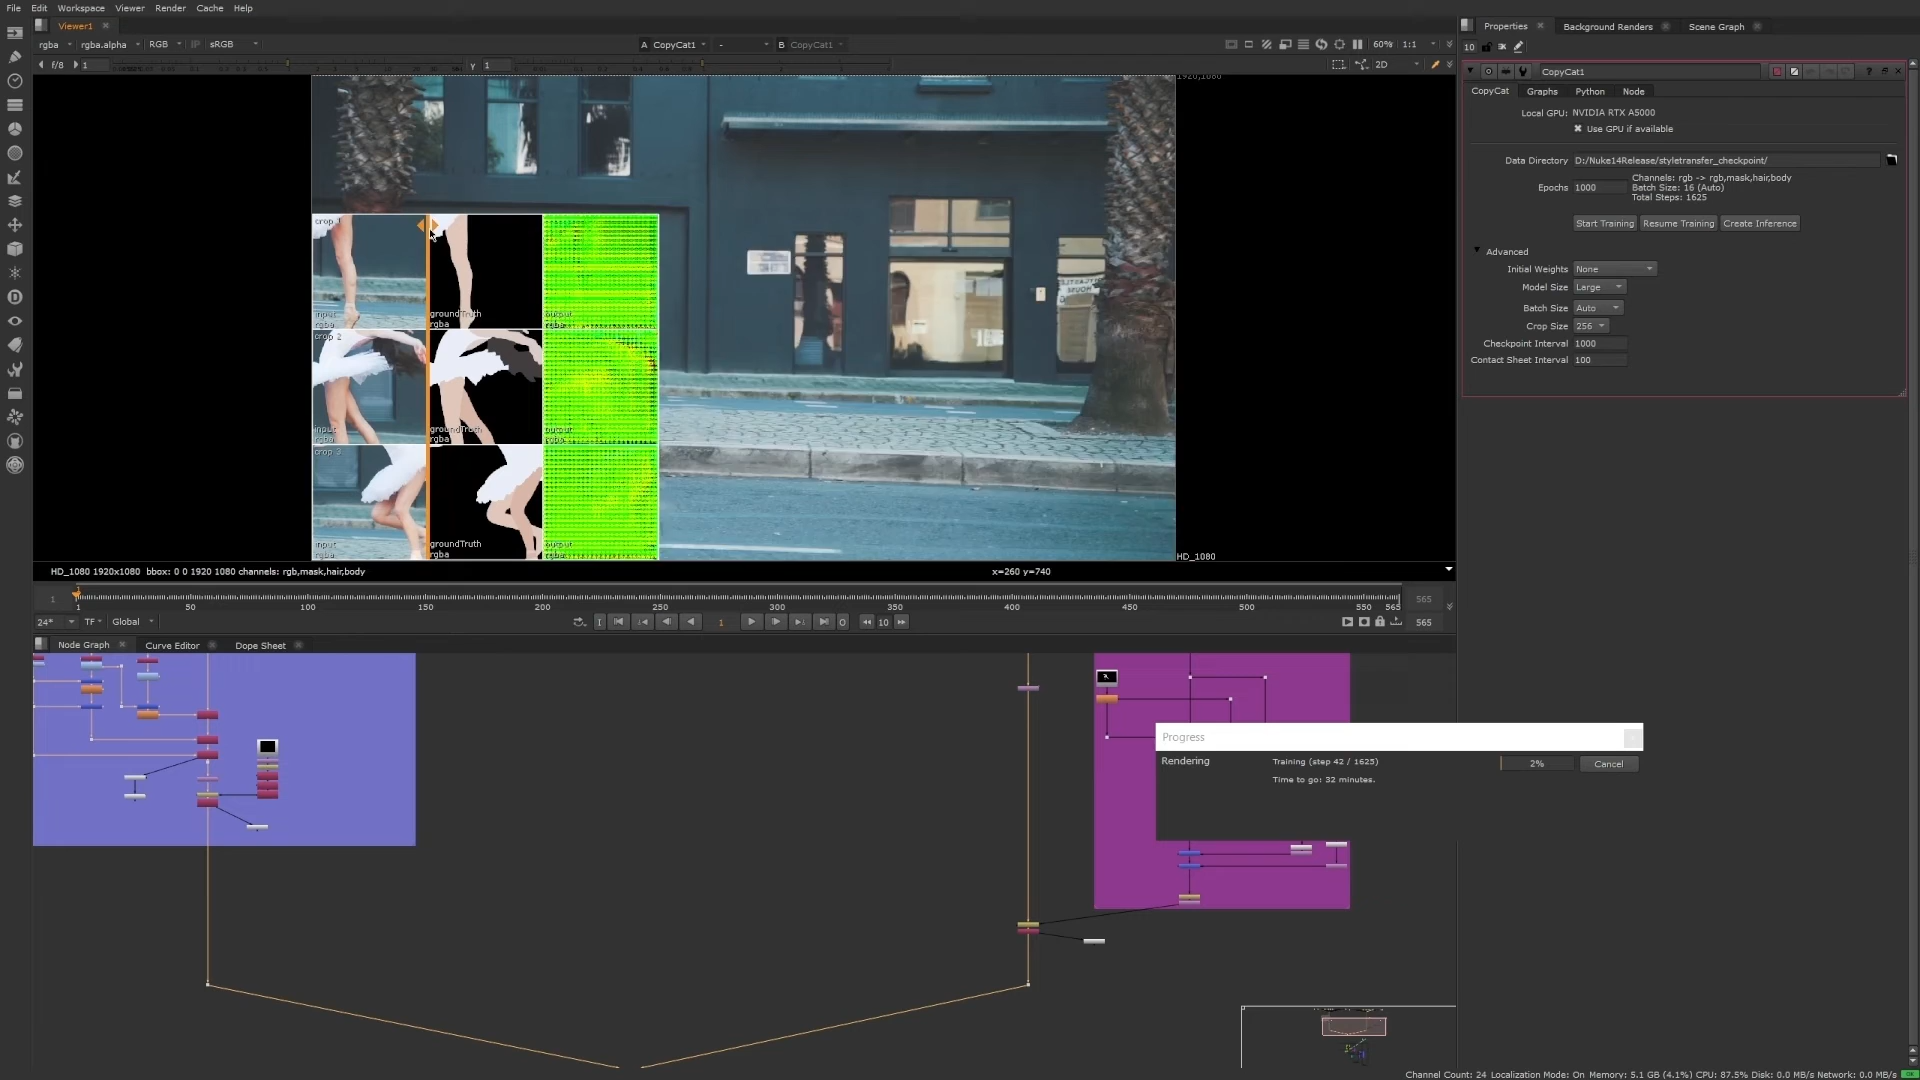 File Edit Workspace Viewer Render Cache Help
Viewer1
rgba rgba.alpha RGB IP sRGB A CopyCat1 - B CopyCat1 60% 1:1
f/8 1 y 1 2D
1920,1080
crop 1
input
rgba
groundTruth
rgba
output
rgba
crop 2
input
rgba
groundTruth
rgba
output
rgba
crop 3
input
rgba
groundTruth
rgba
output
rgba
HD_1080
HD_1080 1920x1080 bbox: 0 0 1920 1080 channels: rgb,mask,hair,body x=260 y=740
1 1 50 100 150 200 250 300 350 400 450 500 550 565 565
24* TF Global 1 10 565
Node Graph Curve Editor Dope Sheet
Progress
Rendering Training (step 42 / 1625) 2% Cancel
Time to go: 32 minutes.
Properties Background Renders Scene Graph
10
CopyCat1
CopyCat Graphs Python Node
Local GPU: NVIDIA RTX A5000
Use GPU if available
Data Directory D:/Nuke14Release/styletransfer_checkpoint/
Epochs 1000
Channels: rgb -> rgb,mask,hair,body
Batch Size: 16 (Auto)
Total Steps: 1625
Start Training Resume Training Create Inference
Advanced
Initial Weights None
Model Size Large
Batch Size Auto
Crop Size 256
Checkpoint Interval 1000
Contact Sheet Interval 100
Channel Count: 24 Localization Mode: On Memory: 5.1 GB (4.1%) CPU: 87.5% Disk: 0.0 MB/s Network: 0.0 MB/s